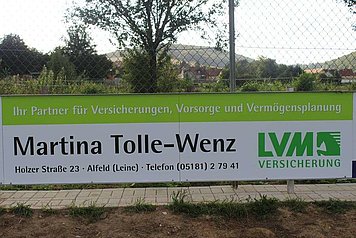 Ihr Partner für Versicherungen, Vorsorge und Vermögensplanung
Martina Tolle-Wenz
Holzer Straße 23 · Alfeld (Leine) · Telefon (05181) 2 79 41
LVM
VERSICHERUNG